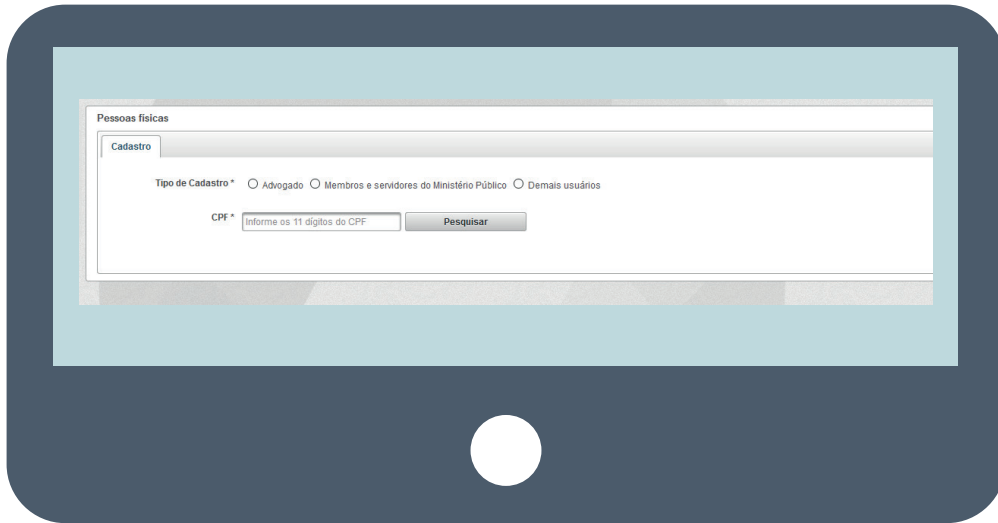 Pessoas físicas
Cadastro
Tipo de Cadastro * Advogado Membros e servidores do Ministério Público Demais usuários
CPF * Informe os 11 dígitos do CPF Pesquisar